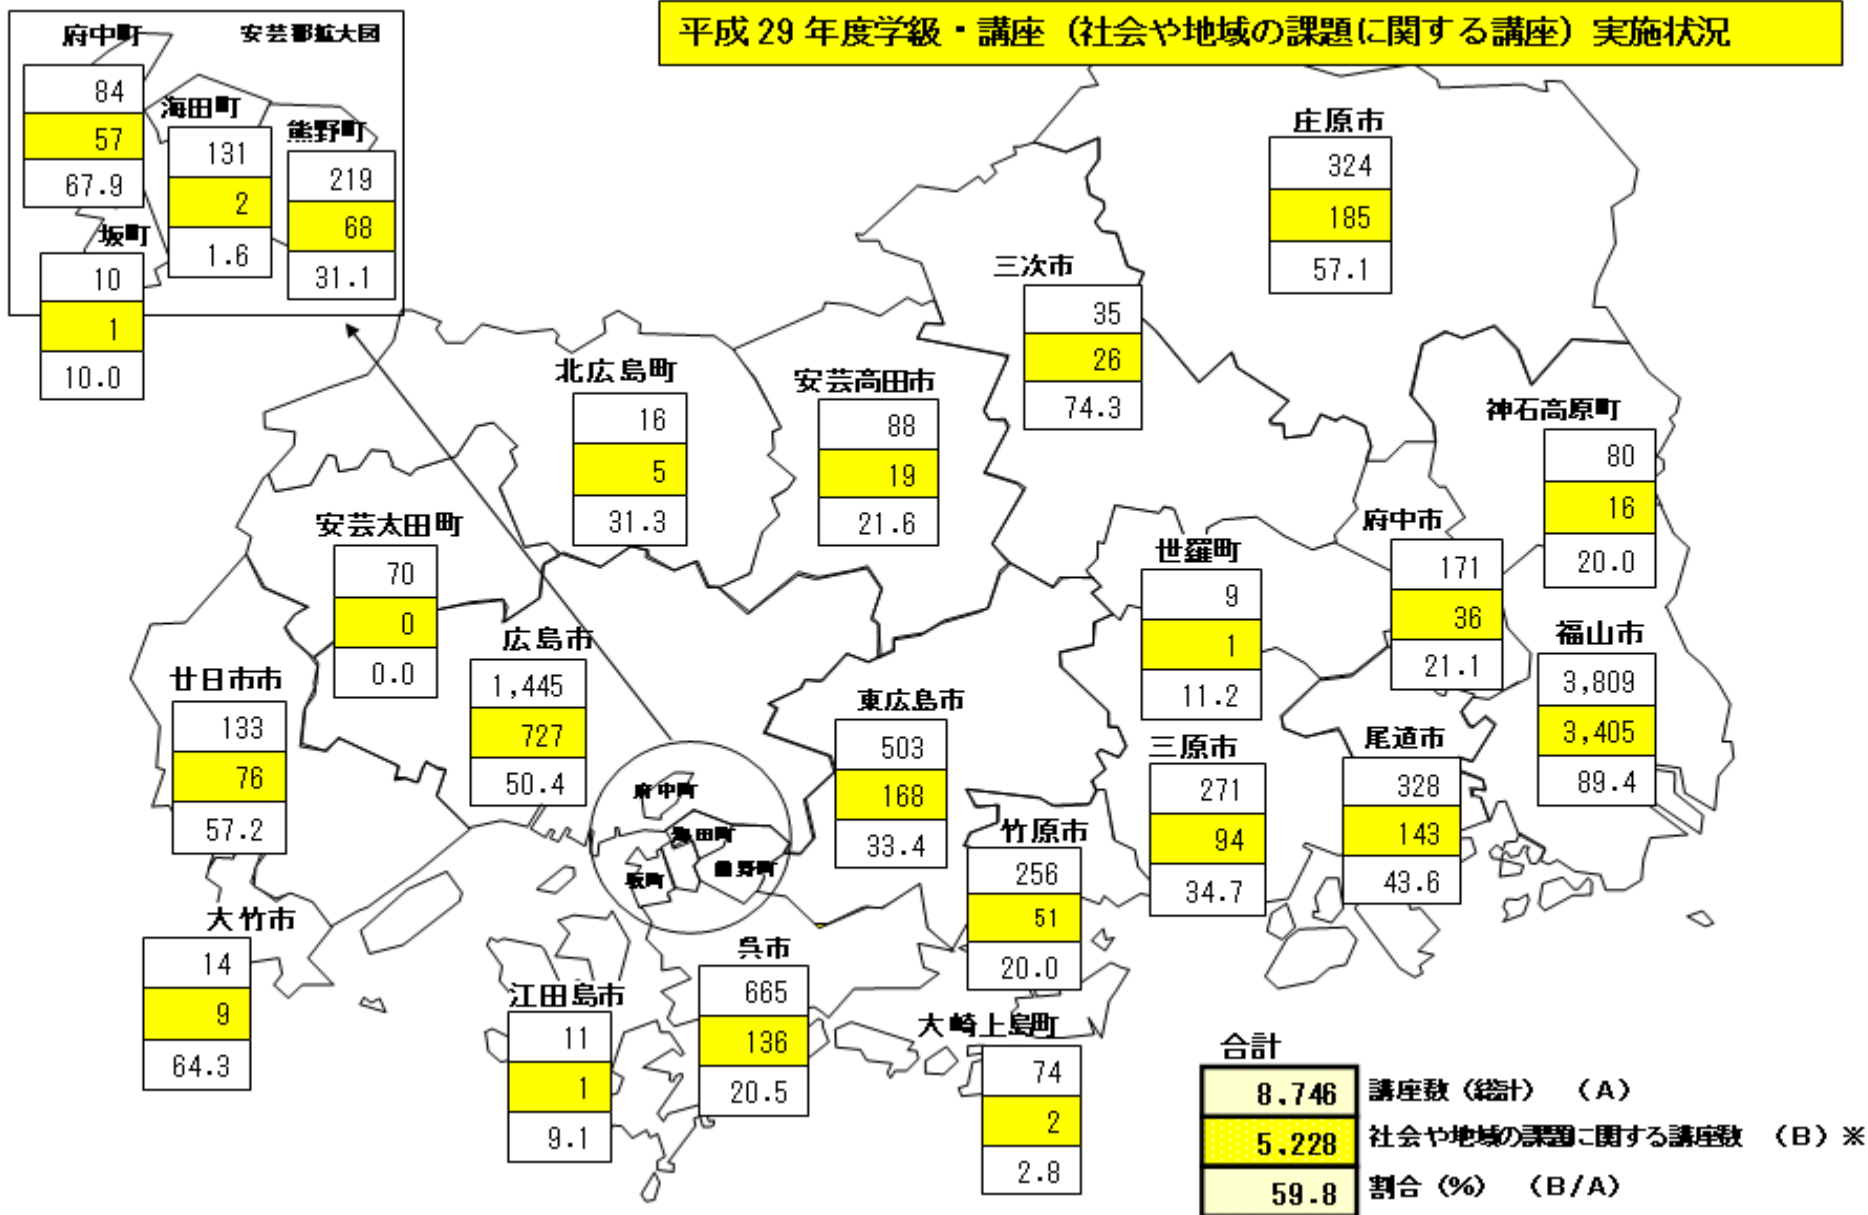 平成 29 年度学級・講座（社会や地域の課題に関する講座）実施状況
安芸郡拡大図
府中町
84
57
67.9
海田町
131
2
1.6
熊野町
219
68
31.1
坂町
10
1
10.0
庄原市
324
185
57.1
三次市
35
26
74.3
北広島町
16
5
31.3
安芸高田市
88
19
21.6
神石高原町
80
16
20.0
安芸太田町
70
0
0.0
府中市
171
36
21.1
世羅町
9
1
11.2
広島市
1,445
727
50.4
福山市
3,809
3,405
89.4
廿日市市
133
76
57.2
東広島市
503
168
33.4
三原市
271
94
34.7
尾道市
328
143
43.6
府中町
海田町
坂町
熊野町
竹原市
256
51
20.0
大竹市
14
9
64.3
呉市
665
136
20.5
江田島市
11
1
9.1
大崎上島町
74
2
2.8
合計
8.746 講座数（総計） （A）
5.228 社会や地域の課題に関する講座数 （B）※
59.8 割合（%） （B/A）